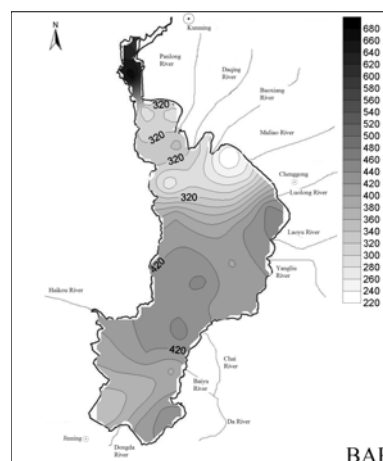 N
Kunming
Panlong
River
Daqing
River
Baoxiang
River
Maliao River
Chenggong
Luolong River
Laoyu River
Yangliu
River
Haikou
River
Chai
River
Baiyu
River
Da River
Jinning
Dongda
River
320
320
320
320
420
420
680
660
640
620
600
580
560
540
520
500
480
460
440
420
400
380
360
340
320
300
280
260
240
220
BAP